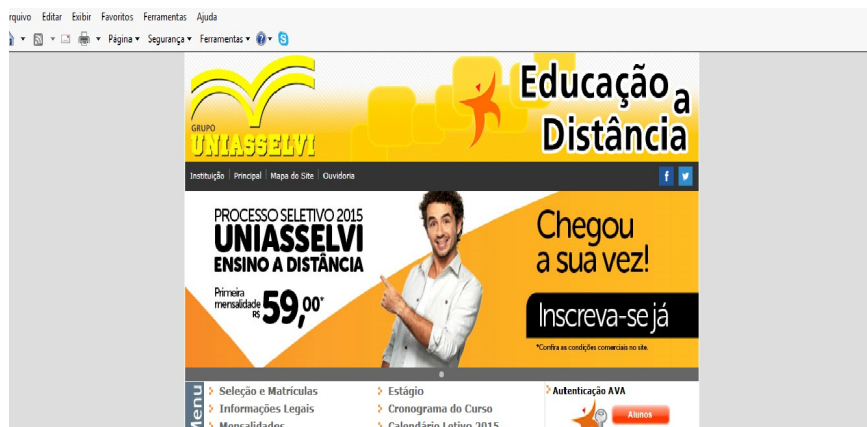 rquivo Editar Exibir Favoritos Ferramentas Ajuda
Página Segurança Ferramentas
GRUPO
UNIASSELVI
Educação a
Distância
Instituição Principal Mapa do Site Ouvidoria
PROCESSO SELETIVO 2015
UNIASSELVI
ENSINO A DISTÂNCIA
Primeira
mensalidade
R$ 59,00*
Chegou
a sua vez!
Inscreva-se já
*Confira as condições comerciais no site.
Menu
Seleção e Matrículas
Informações Legais
Mensalidades
Estágio
Cronograma do Curso
Calendário Letivo 2015
Autenticação AVA
Alunos